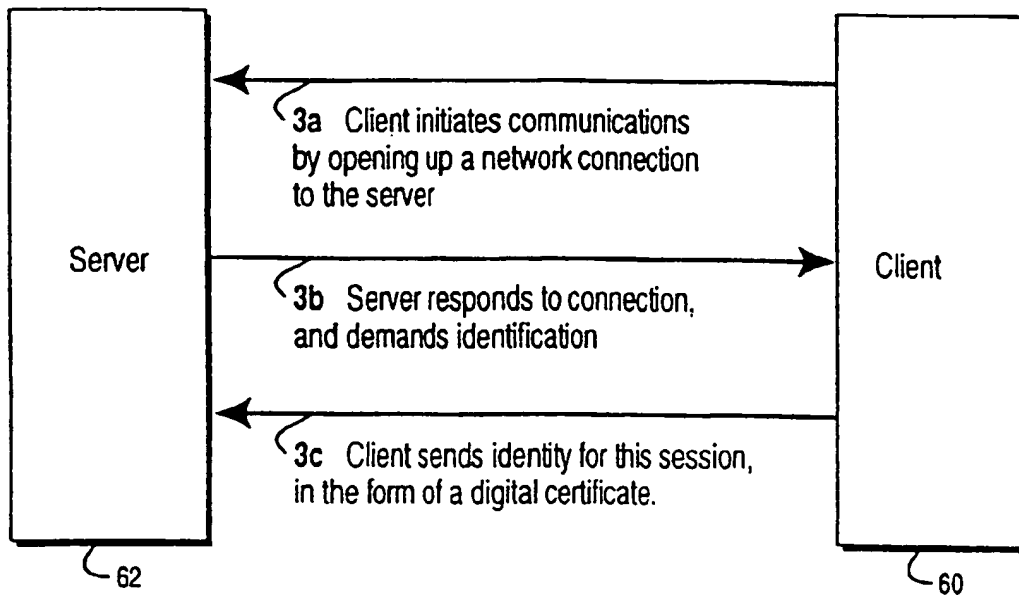 3a Client initiates communications
by opening up a network connection
to the server
Server
Client
3b Server responds to connection,
and demands identification
3c Client sends identity for this session,
in the form of a digital certificate.
62
60